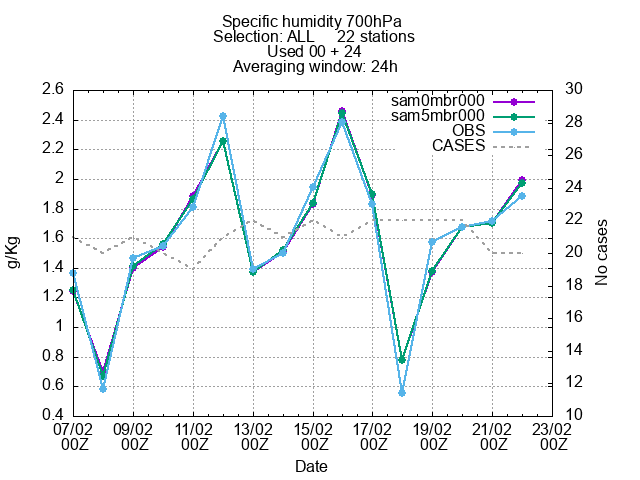 Specific humidity 700hPa
Selection: ALL     22 stations
Used 00 + 24
Averaging window: 24h
sam0mbr000
sam5mbr000
OBS
CASES
2.6
2.4
2.2
2
1.8
1.6
1.4
1.2
1
0.8
0.6
0.4
g/Kg
30
28
26
24
22
20
18
16
14
12
10
No cases
07/02 09/02 11/02 13/02 15/02 17/02 19/02 21/02 23/02
00Z 00Z 00Z 00Z 00Z 00Z 00Z 00Z 00Z
Date